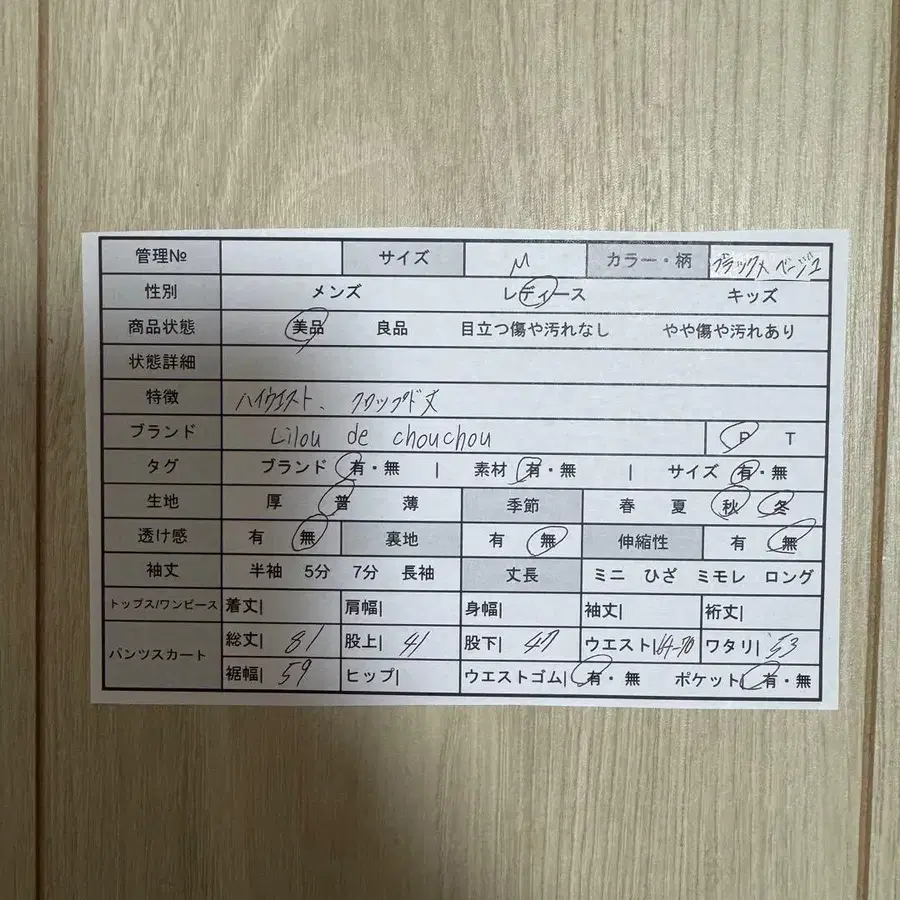 管理№ サイズ M カラー・柄 ブラック× ベージュ
性別 メンズ レディース キッズ
商品状態 美品 良品 目立つ傷や汚れなし やや傷や汚れあり
状態詳細
特徴 ハイウエスト、 クロップド丈
ブランド Lilou de chouchou P T
タグ ブランド 有・無 | 素材 有・無 | サイズ 有・無
生地 厚 普 薄 季節 春 夏 秋 冬
透け感 有 無 裏地 有 無 伸縮性 有 無
袖丈 半袖 5分 7分 長袖 丈長 ミニ ひざ ミモレ ロング
トップス/ワンピース 着丈| 肩幅| 身幅| 袖丈| 裄丈|
パンツスカート 総丈| 81 股上| 41 股下| 47 ウエスト| 64-70 ワタリ| 53
裾幅| 59 ヒップ| ウエストゴム| 有・無 ポケット| 有・無